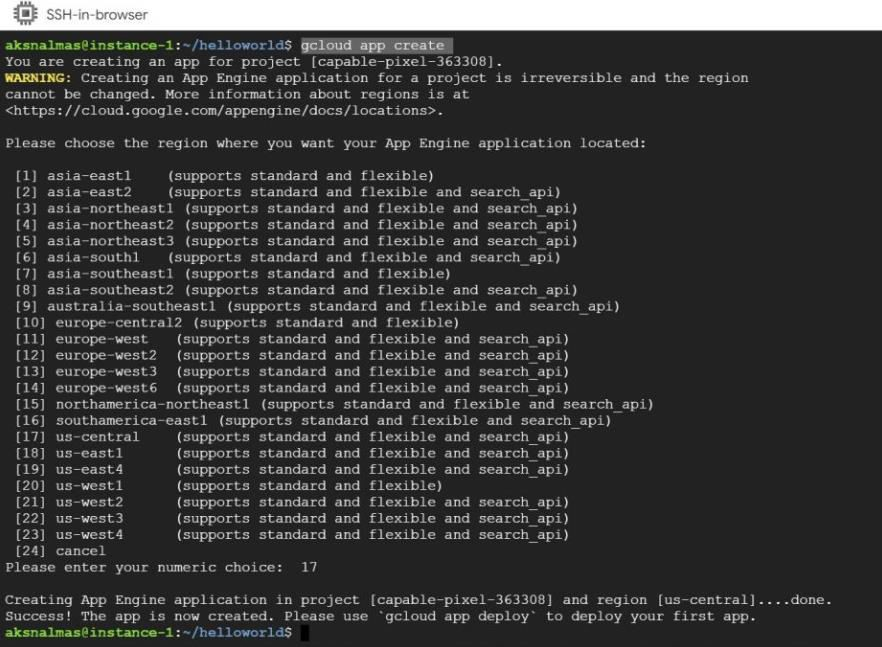 SSH-in-browser
aksnalmas@instance-1:~/helloworld$ gcloud app create
You are creating an app for project [capable-pixel-363308].
WARNING: Creating an App Engine application for a project is irreversible and the region
cannot be changed. More information about regions is at
<https://cloud.google.com/appengine/docs/locations>.
Please choose the region where you want your App Engine application located:
[1] asia-east1 (supports standard and flexible)
[2] asia-east2 (supports standard and flexible and search_api)
[3] asia-northeast1 (supports standard and flexible and search_api)
[4] asia-northeast2 (supports standard and flexible and search_api)
[5] asia-northeast3 (supports standard and flexible and search_api)
[6] asia-south1 (supports standard and flexible and search_api)
[7] asia-southeast1 (supports standard and flexible)
[8] asia-southeast2 (supports standard and flexible and search_api)
[9] australia-southeast1 (supports standard and flexible and search_api)
[10] europe-central2 (supports standard and flexible)
[11] europe-west (supports standard and flexible and search_api)
[12] europe-west2 (supports standard and flexible and search_api)
[13] europe-west3 (supports standard and flexible and search_api)
[14] europe-west6 (supports standard and flexible and search_api)
[15] northamerica-northeast1 (supports standard and flexible and search_api)
[16] southamerica-east1 (supports standard and flexible and search_api)
[17] us-central (supports standard and flexible and search_api)
[18] us-east1 (supports standard and flexible and search_api)
[19] us-east4 (supports standard and flexible and search_api)
[20] us-west1 (supports standard and flexible)
[21] us-west2 (supports standard and flexible and search_api)
[22] us-west3 (supports standard and flexible and search_api)
[23] us-west4 (supports standard and flexible and search_api)
[24] cancel
Please enter your numeric choice: 17
Creating App Engine application in project [capable-pixel-363308] and region [us-central]....done.
Success! The app is now created. Please use `gcloud app deploy` to deploy your first app.
aksnalmas@instance-1:~/helloworld$